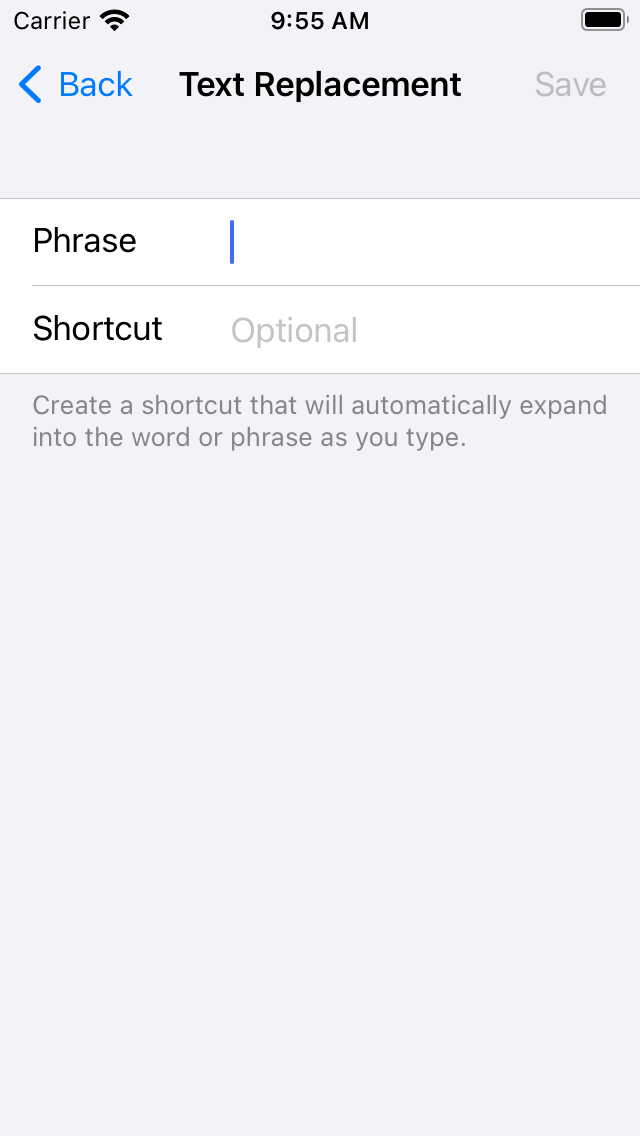 Carrier 9:55 AM
Back Text Replacement Save
Phrase
Shortcut Optional
Create a shortcut that will automatically expand
into the word or phrase as you type.